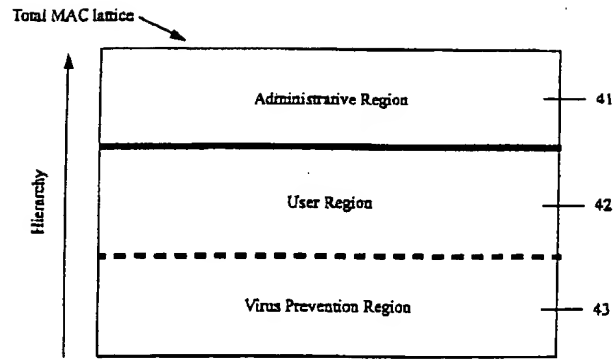 Total MAC lattice
Administrative Region
41
Hierarchy
User Region
42
Virus Prevention Region
43